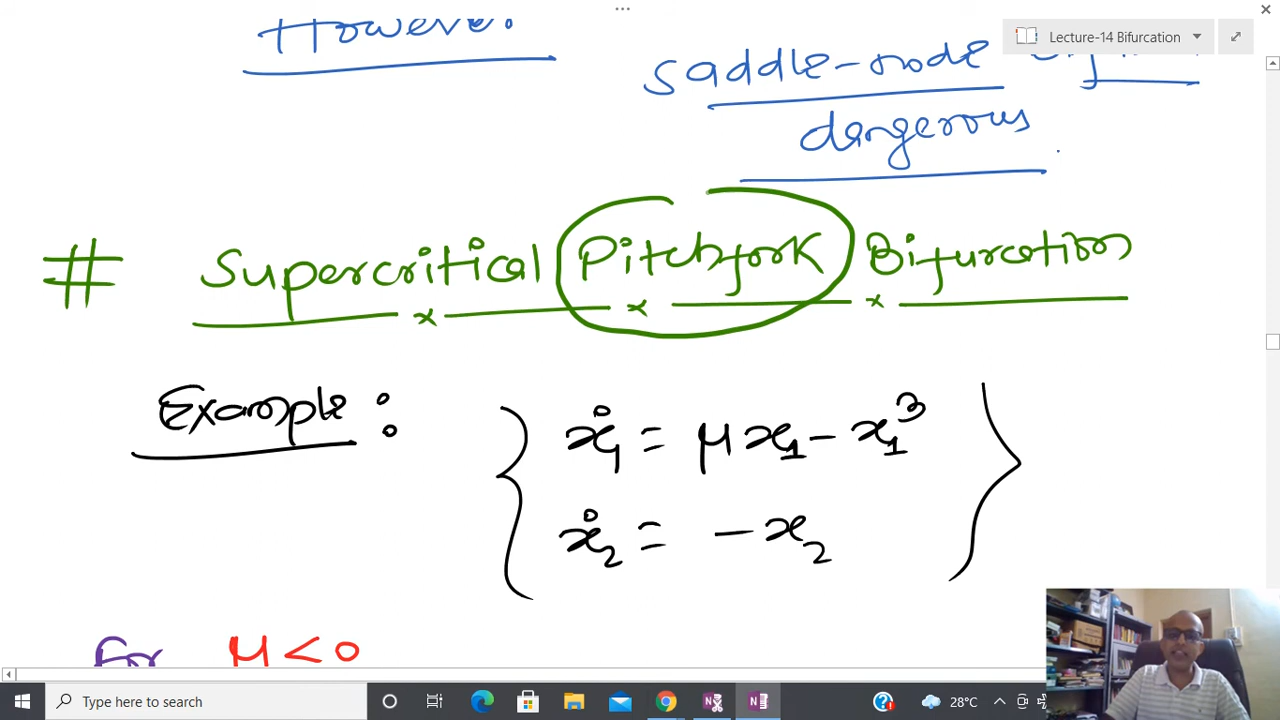 ...
However.
Lecture-14 Bifurcation
saddle-node
dangerous
# Supercritical Pitchfork Bifurcation
Example :
ẋ₁ = μx₁ - x₁³
ẋ₂ = -x₂
For μ < 0
Type here to search
28°C